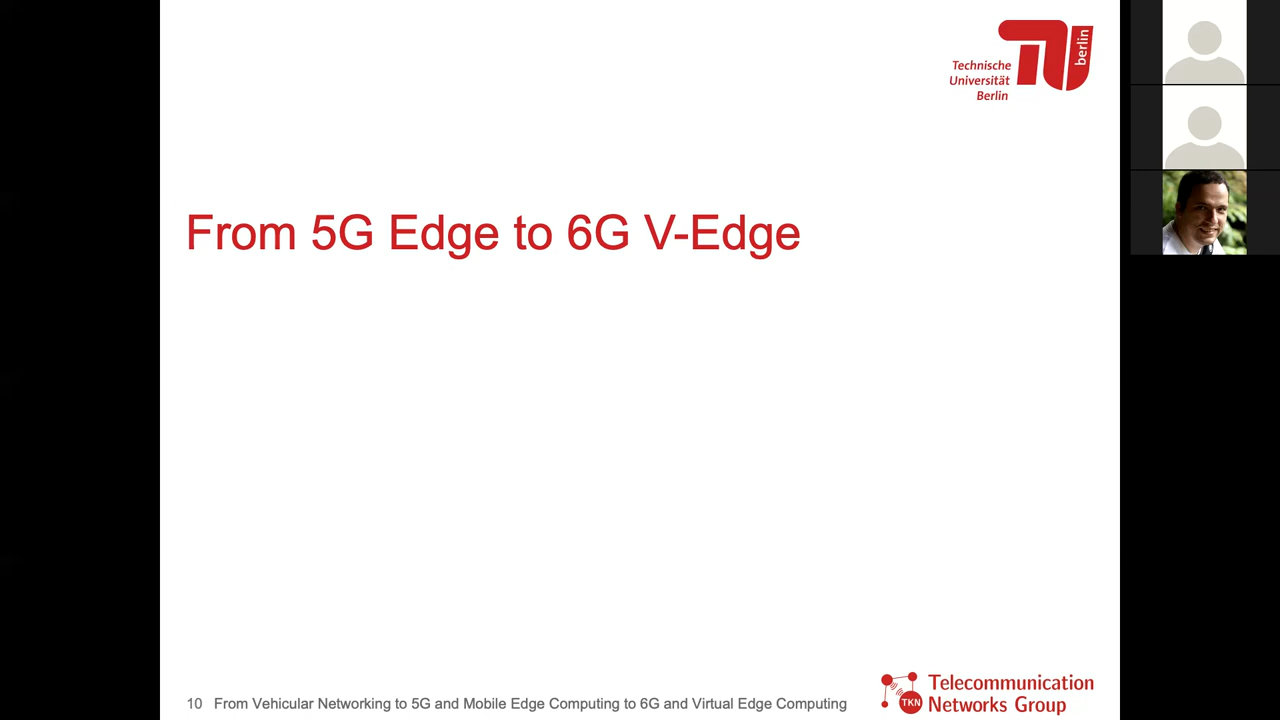 Technische
Universität
Berlin
berlin
From 5G Edge to 6G V-Edge
10 From Vehicular Networking to 5G and Mobile Edge Computing to 6G and Virtual Edge Computing
TKN
Telecommunication
Networks Group